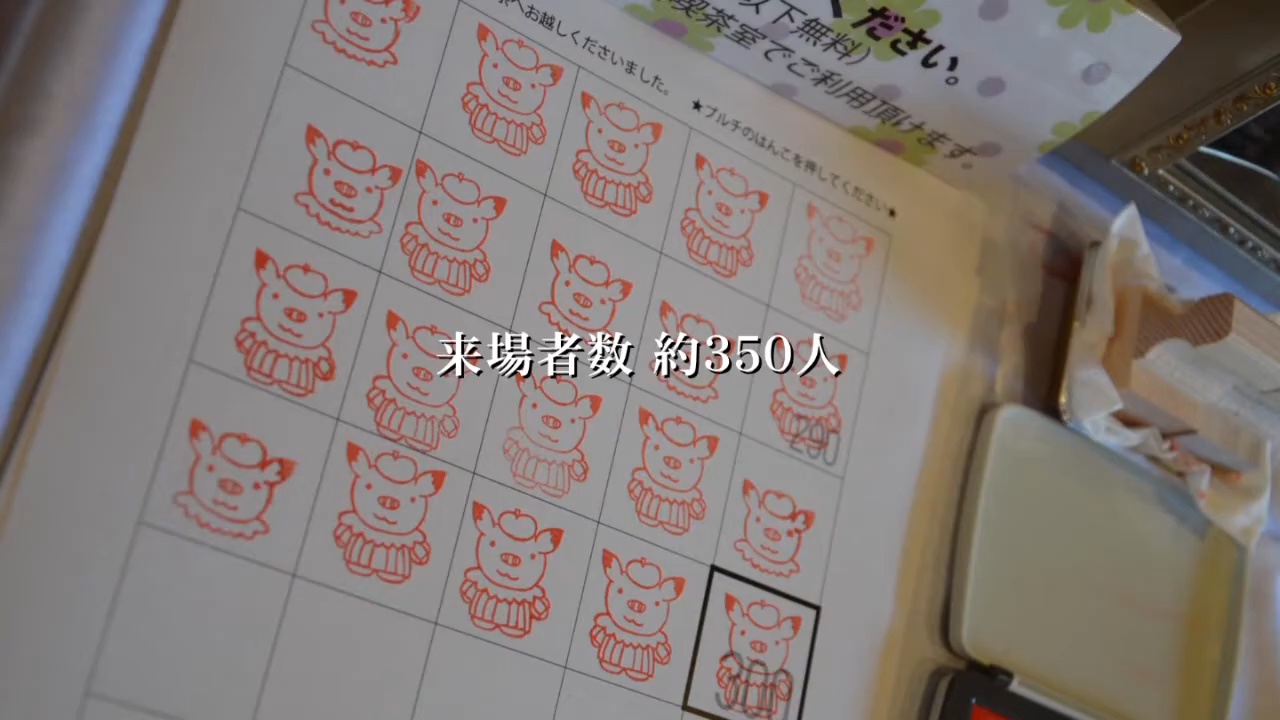 ください。
以下無料）
喫茶室でご利用頂けます。
へお越しくださいました。
★ブルチのはんこを押してください★
来場者数 約350人
290
300